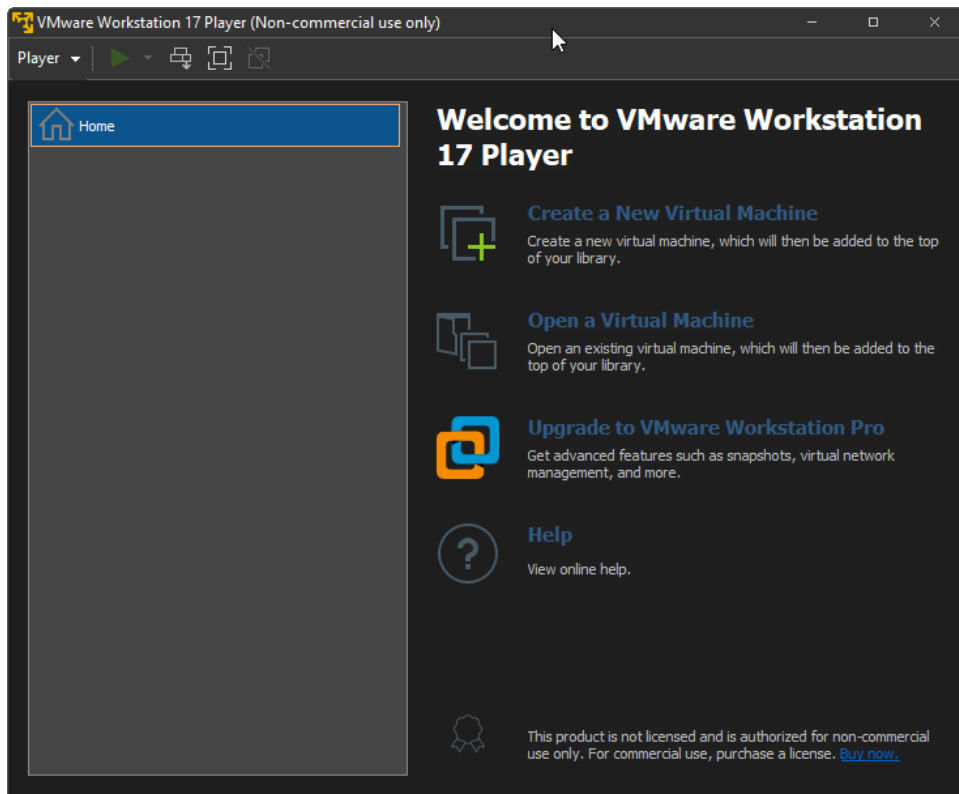 VMware Workstation 17 Player (Non-commercial use only)
Player
Home
Welcome to VMware Workstation
17 Player
Create a New Virtual Machine
Create a new virtual machine, which will then be added to the top
of your library.
Open a Virtual Machine
Open an existing virtual machine, which will then be added to the
top of your library.
Upgrade to VMware Workstation Pro
Get advanced features such as snapshots, virtual network
management, and more.
Help
View online help.
This product is not licensed and is authorized for non-commercial
use only. For commercial use, purchase a license. Buy now.